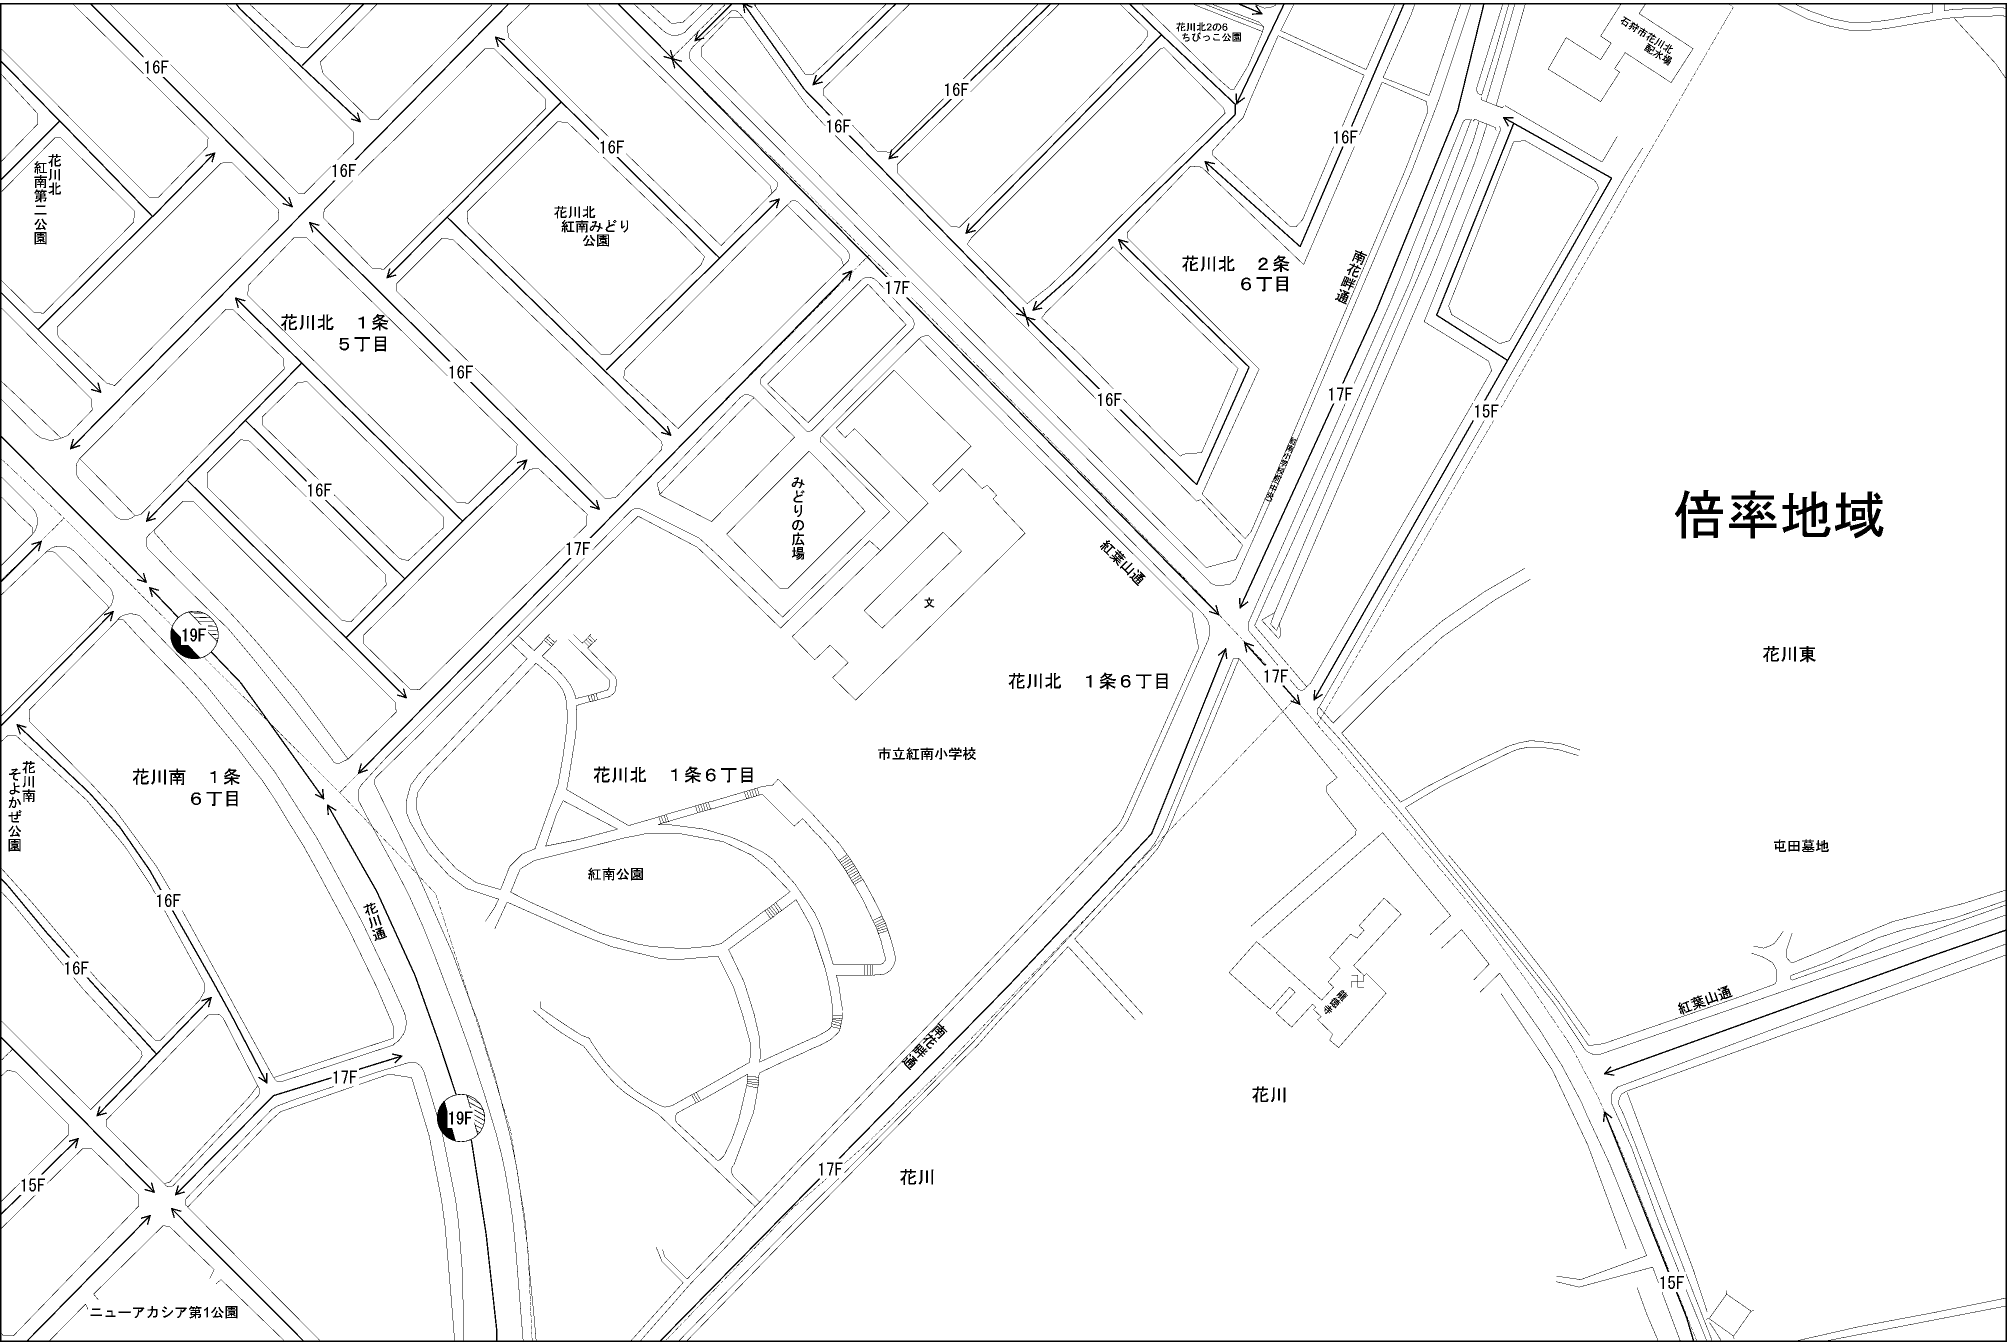 花川北2の6
ちびっこ公園
石狩市花川北
配水場
16F
16F
16F
16F
16F
16F
16F
花川北
紅南第二公園
花川北
紅南みどり
公園
花川北　２条
６丁目
南花畔通
17F
花川北　１条
５丁目
16F
16F
17F
15F
16F
みどりの広場
17F
倍率地域
紅葉山通
文
19F
花川東
17F
花川北　１条６丁目
市立紅南小学校
花川北　１条６丁目
花川南　１条
６丁目
花川南
そよかぜ公園
屯田墓地
紅南公園
16F
花川通
16F
紅葉山通
南花畔通
17F
花川
19F
17F
花川
15F
15F
ニューアカシア第1公園